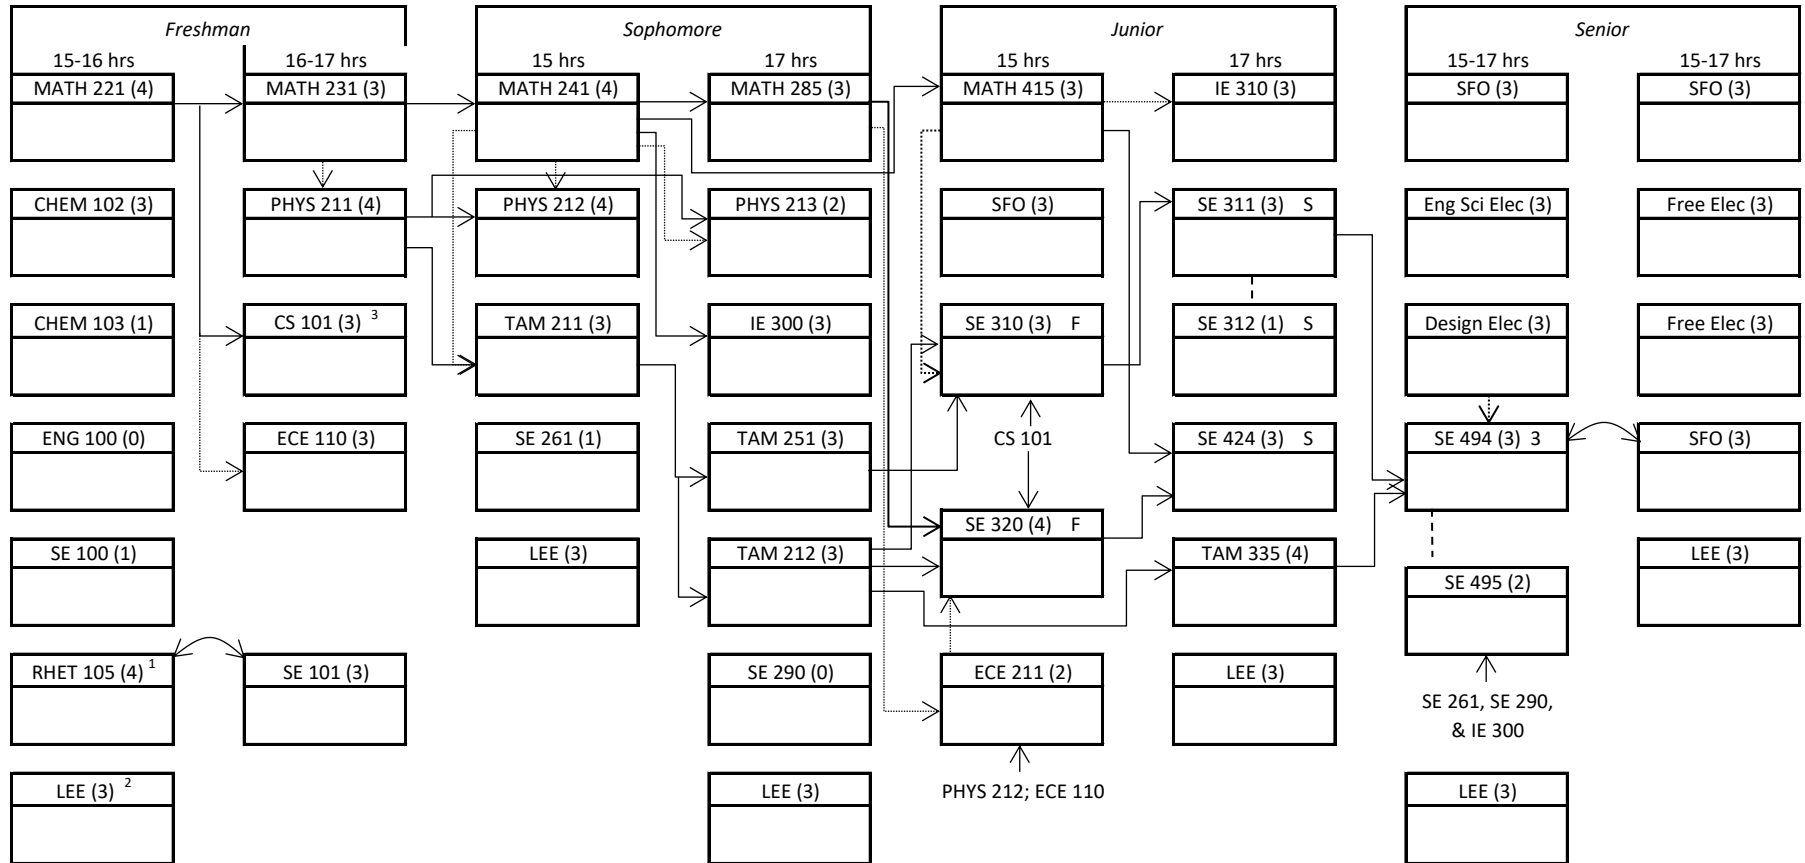 Freshman
Sophomore
Junior
Senior
15-16 hrs
16-17 hrs
15 hrs
17 hrs
15 hrs
17 hrs
15-17 hrs
15-17 hrs
MATH 221 (4)
MATH 231 (3)
MATH 241 (4)
MATH 285 (3)
MATH 415 (3)
IE 310 (3)
SFO (3)
SFO (3)
CHEM 102 (3)
PHYS 211 (4)
PHYS 212 (4)
PHYS 213 (2)
SFO (3)
SE 311 (3) S
Eng Sci Elec (3)
Free Elec (3)
CHEM 103 (1)
CS 101 (3) 3
TAM 211 (3)
IE 300 (3)
SE 310 (3) F
SE 312 (1) S
Design Elec (3)
Free Elec (3)
ENG 100 (0)
ECE 110 (3)
SE 261 (1)
TAM 251 (3)
CS 101
SE 424 (3) S
SE 494 (3) 3
SFO (3)
SE 100 (1)
LEE (3)
TAM 212 (3)
SE 320 (4) F
TAM 335 (4)
SE 495 (2)
LEE (3)
RHET 105 (4) 1
SE 101 (3)
SE 290 (0)
ECE 211 (2)
LEE (3)
SE 261, SE 290,
& IE 300
LEE (3) 2
LEE (3)
PHYS 212; ECE 110
LEE (3)